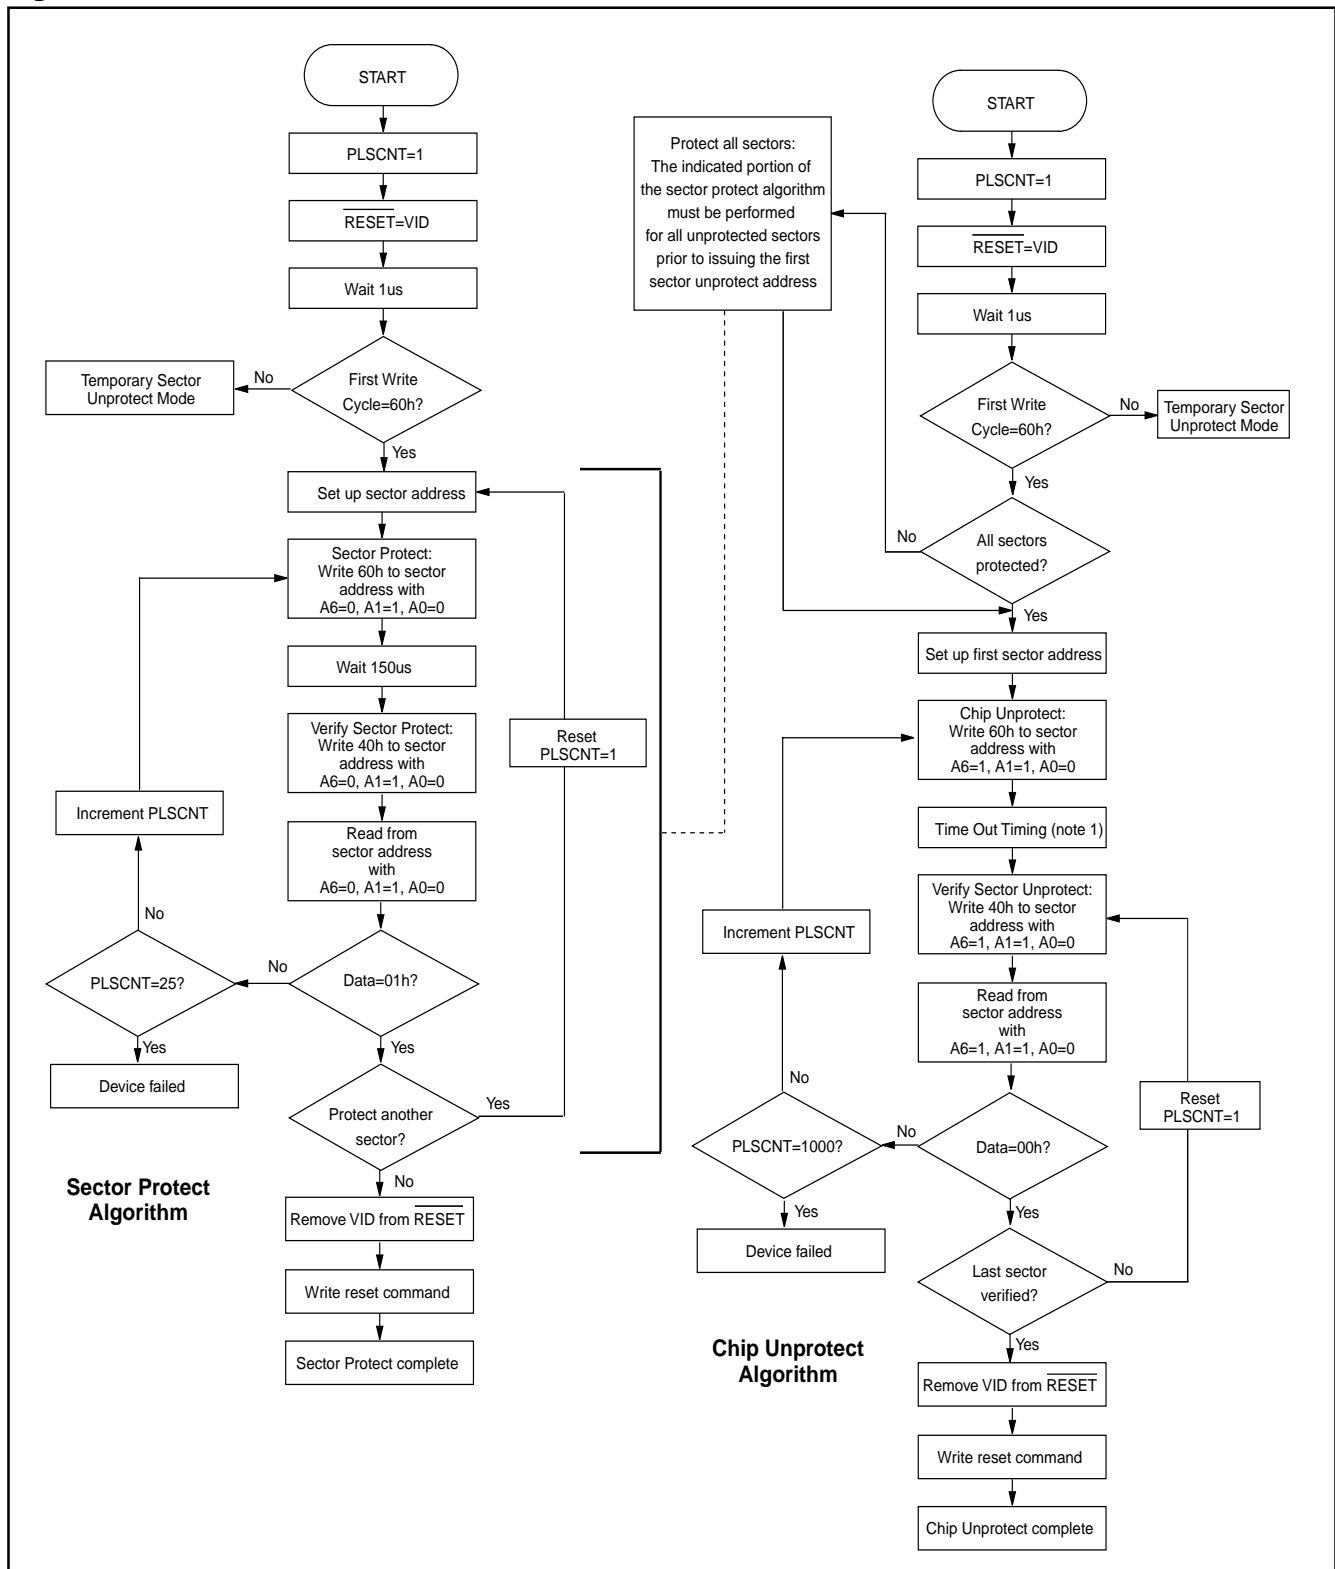 START
PLSCNT=1
RESET=VID
Wait 1us
First Write
Cycle=60h?
No
Temporary Sector
Unprotect Mode
Yes
Set up sector address
Sector Protect:
Write 60h to sector
address with
A6=0, A1=1, A0=0
Wait 150us
Verify Sector Protect:
Write 40h to sector
address with
A6=0, A1=1, A0=0
Reset
PLSCNT=1
Increment PLSCNT
Read from
sector address
with
A6=0, A1=1, A0=0
No
PLSCNT=25?
No
Data=01h?
Yes
Device failed
Yes
Protect another
sector?
Yes
No
Sector Protect
Algorithm
Remove VID from RESET
Write reset command
Sector Protect complete
Protect all sectors:
The indicated portion of
the sector protect algorithm
must be performed
for all unprotected sectors
prior to issuing the first
sector unprotect address
START
PLSCNT=1
RESET=VID
Wait 1us
First Write
Cycle=60h?
No
Temporary Sector
Unprotect Mode
Yes
No
All sectors
protected?
Yes
Set up first sector address
Chip Unprotect:
Write 60h to sector
address with
A6=1, A1=1, A0=0
Time Out Timing (note 1)
Verify Sector Unprotect:
Write 40h to sector
address with
A6=1, A1=1, A0=0
Increment PLSCNT
Read from
sector address
with
A6=1, A1=1, A0=0
No
Reset
PLSCNT=1
PLSCNT=1000?
No
Data=00h?
Yes
Device failed
Yes
Last sector
verified?
No
Yes
Chip Unprotect
Algorithm
Remove VID from RESET
Write reset command
Chip Unprotect complete